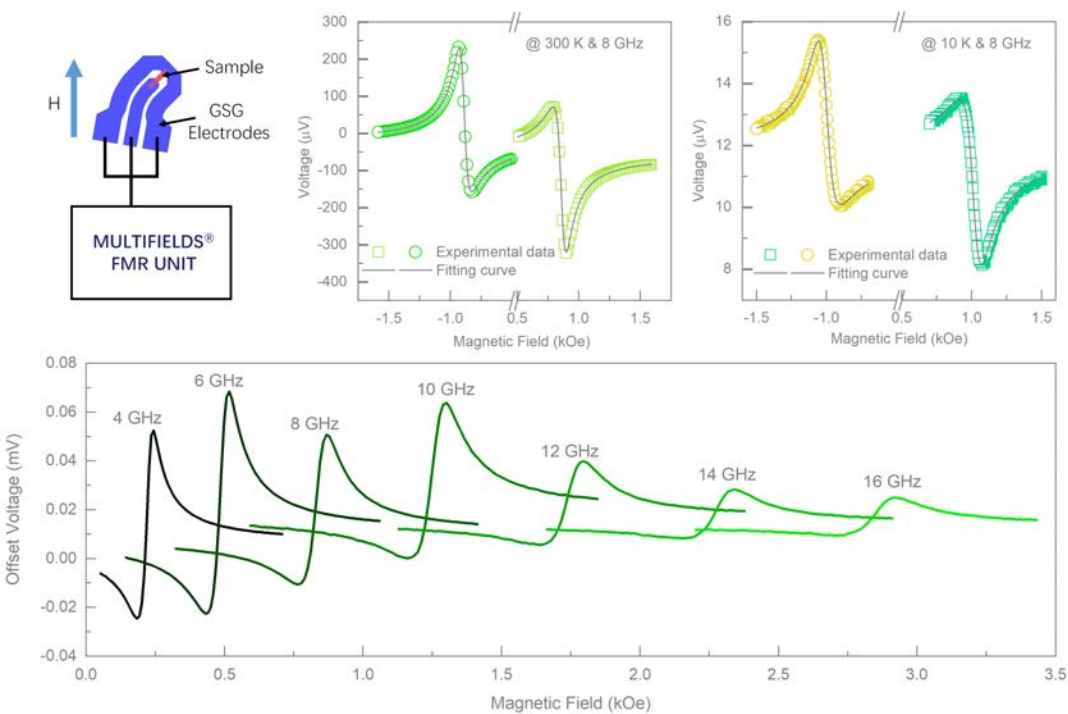 H
Sample
GSG
Electrodes
MULTIFIELDS®
FMR UNIT
300
200
100
0
-100
-200
-300
-400
Voltage (μV)
@ 300 K & 8 GHz
Experimental data
Fitting curve
-1.5
-1.0
0.5
1.0
1.5
Magnetic Field (kOe)
16
14
12
10
8
Voltage (μV)
@ 10 K & 8 GHz
Experimental data
Fitting curve
-1.5
-1.0
0.5
1.0
1.5
Magnetic Field (kOe)
0.08
0.06
0.04
0.02
0.00
-0.02
-0.04
Offset Voltage (mV)
4 GHz
6 GHz
8 GHz
10 GHz
12 GHz
14 GHz
16 GHz
0.0
0.5
1.0
1.5
2.0
2.5
3.0
3.5
Magnetic Field (kOe)